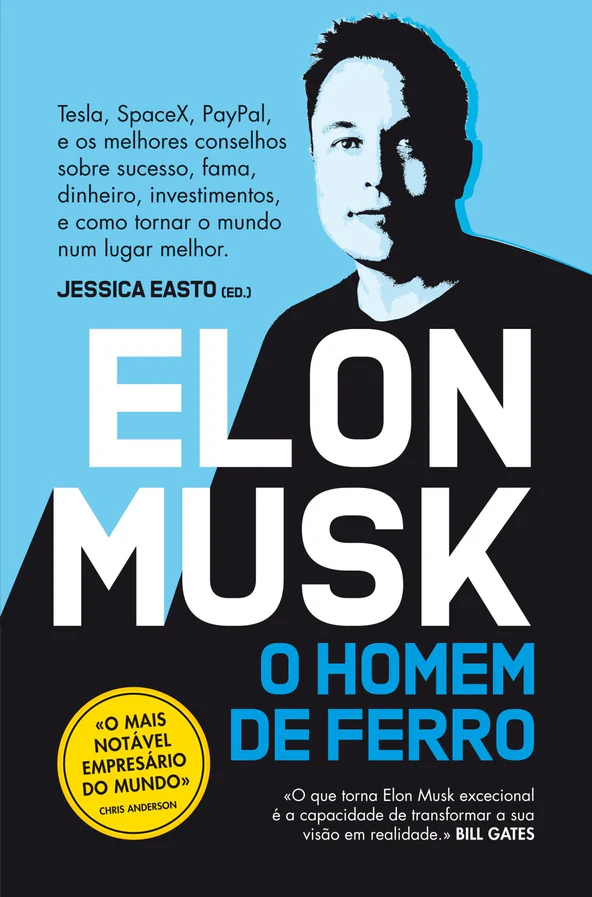 Tesla, SpaceX, PayPal,
e os melhores conselhos
sobre sucesso, fama,
dinheiro, investimentos,
e como tornar o mundo
num lugar melhor.
JESSICA EASTO (ED.)
ELON
MUSK
O HOMEM
DE FERRO
«O MAIS
NOTÁVEL
EMPRESÁRIO
DO MUNDO»
CHRIS ANDERSON
«O que torna Elon Musk excecional
é a capacidade de transformar a sua
visão em realidade.» BILL GATES